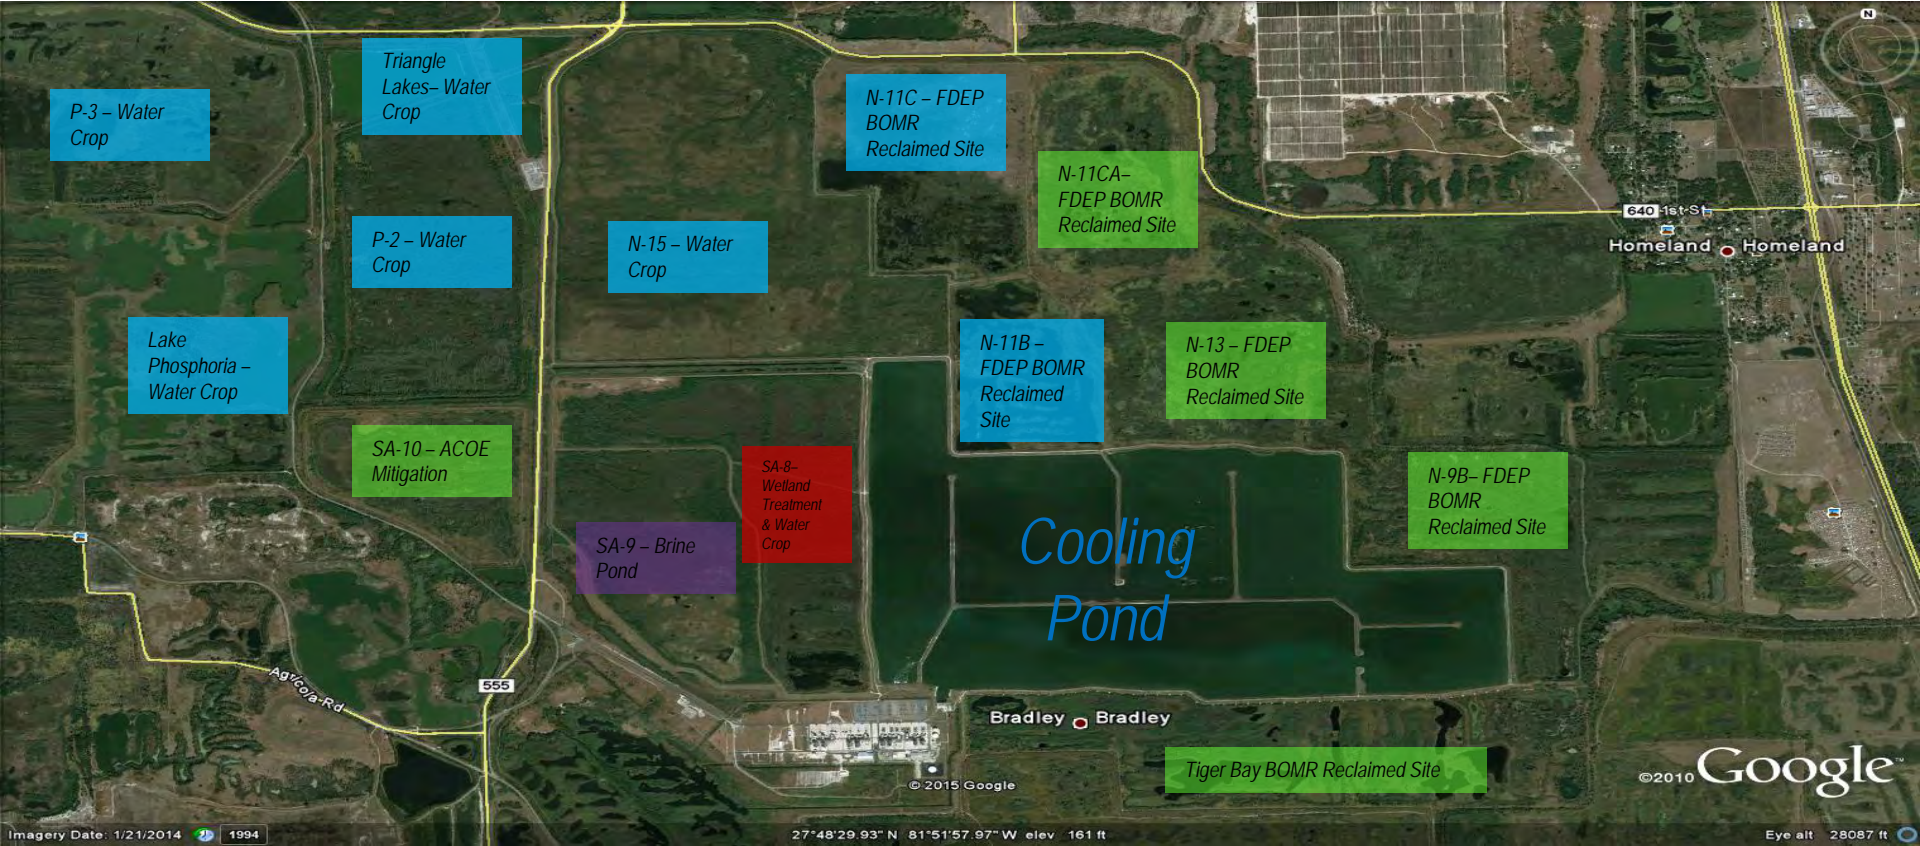 N
Triangle
Lakes– Water
Crop
P-3 – Water
Crop
N-11C – FDEP
BOMR
Reclaimed Site
N-11CA–
FDEP BOMR
Reclaimed Site
640 1st St
Homeland Homeland
P-2 – Water
Crop
N-15 – Water
Crop
Lake
Phosphoria –
Water Crop
N-11B –
FDEP BOMR
Reclaimed
Site
N-13 – FDEP
BOMR
Reclaimed Site
SA-10 – ACOE
Mitigation
SA-8–
Wetland
Treatment
& Water
Crop
N-9B– FDEP
BOMR
Reclaimed Site
SA-9 – Brine
Pond
Cooling
Pond
Agricola Rd
555
Bradley Bradley
Tiger Bay BOMR Reclaimed Site
© 2015 Google
©2010 Google™
Imagery Date: 1/21/2014 1994
27°48'29.93" N 81°51'57.97" W elev 161 ft
Eye alt 28087 ft